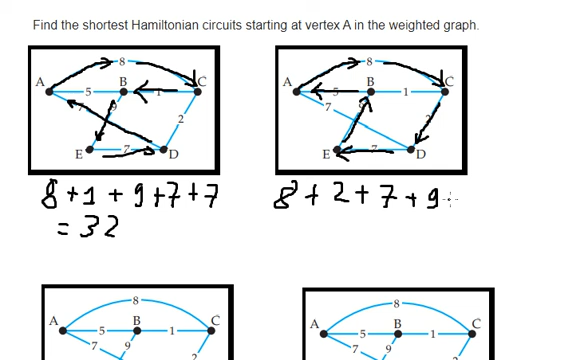 Find the shortest Hamiltonian circuits starting at vertex A in the weighted graph.
8
A 5 B 1 C
9
2
E 7 D
8
A 5 B 1 C
7
2
E 7 D
8 + 1 + 9 + 7 + 7
= 32
8 + 2 + 7 + 9 +
8
A 5 B 1 C
7 9 2
8
A 5 B 1 C
7 9 2